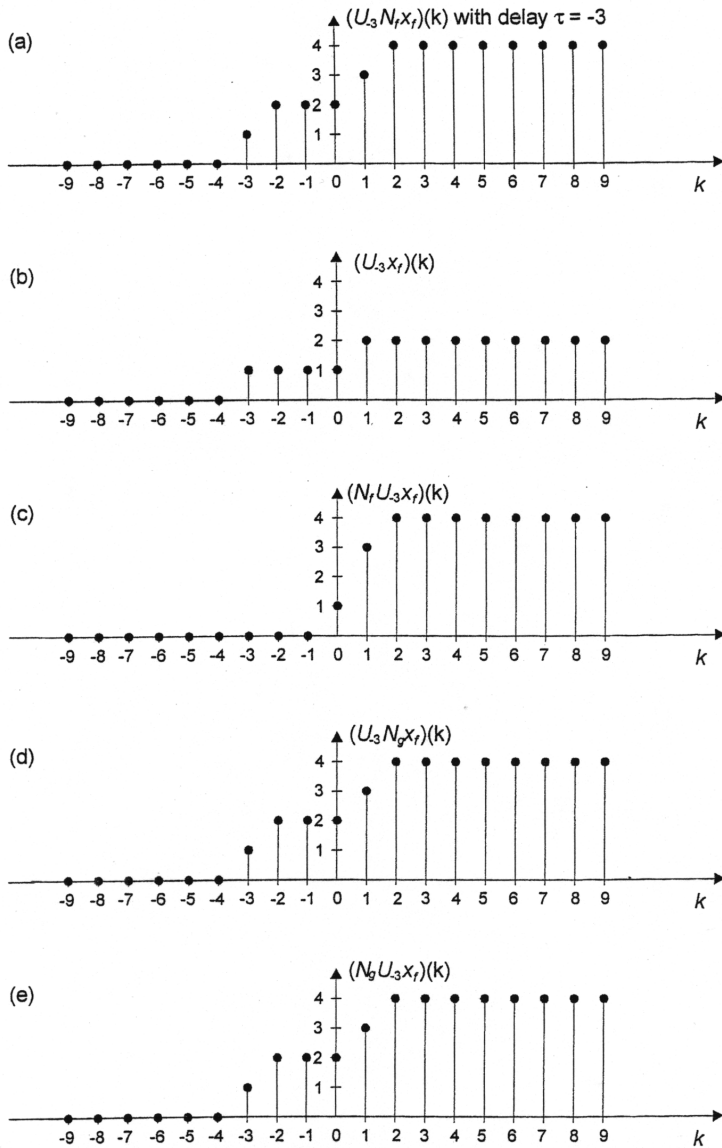 (a)
(U₋₃N_f x_f)(k) with delay τ = -3
4
3
2
1
-9 -8 -7 -6 -5 -4 -3 -2 -1 0 1 2 3 4 5 6 7 8 9
k
(b)
(U₋₃x_f)(k)
4
3
2
1
-9 -8 -7 -6 -5 -4 -3 -2 -1 0 1 2 3 4 5 6 7 8 9
k
(c)
(N_f U₋₃x_f)(k)
4
3
2
1
-9 -8 -7 -6 -5 -4 -3 -2 -1 0 1 2 3 4 5 6 7 8 9
k
(d)
(U₋₃N_g x_f)(k)
4
3
2
1
-9 -8 -7 -6 -5 -4 -3 -2 -1 0 1 2 3 4 5 6 7 8 9
k
(e)
(N_g U₋₃x_f)(k)
4
3
2
1
-9 -8 -7 -6 -5 -4 -3 -2 -1 0 1 2 3 4 5 6 7 8 9
k